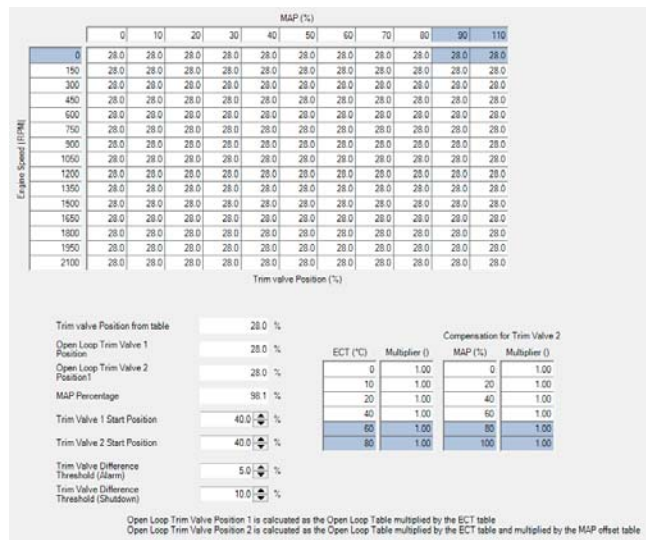 MAP (%)
0 10 20 30 40 50 60 70 80 90 110
Engine Speed (RPM)
0 28.0 28.0 28.0 28.0 28.0 28.0 28.0 28.0 28.0 28.0 28.0
150 28.0 28.0 28.0 28.0 28.0 28.0 28.0 28.0 28.0 28.0 28.0
300 28.0 28.0 28.0 28.0 28.0 28.0 28.0 28.0 28.0 28.0 28.0
450 28.0 28.0 28.0 28.0 28.0 28.0 28.0 28.0 28.0 28.0 28.0
600 28.0 28.0 28.0 28.0 28.0 28.0 28.0 28.0 28.0 28.0 28.0
750 28.0 28.0 28.0 28.0 28.0 28.0 28.0 28.0 28.0 28.0 28.0
900 28.0 28.0 28.0 28.0 28.0 28.0 28.0 28.0 28.0 28.0 28.0
1050 28.0 28.0 28.0 28.0 28.0 28.0 28.0 28.0 28.0 28.0 28.0
1200 28.0 28.0 28.0 28.0 28.0 28.0 28.0 28.0 28.0 28.0 28.0
1350 28.0 28.0 28.0 28.0 28.0 28.0 28.0 28.0 28.0 28.0 28.0
1500 28.0 28.0 28.0 28.0 28.0 28.0 28.0 28.0 28.0 28.0 28.0
1650 28.0 28.0 28.0 28.0 28.0 28.0 28.0 28.0 28.0 28.0 28.0
1800 28.0 28.0 28.0 28.0 28.0 28.0 28.0 28.0 28.0 28.0 28.0
1950 28.0 28.0 28.0 28.0 28.0 28.0 28.0 28.0 28.0 28.0 28.0
2100 28.0 28.0 28.0 28.0 28.0 28.0 28.0 28.0 28.0 28.0 28.0
Trim valve Position (%)
Trim valve Position from table 28.0 %
Open Loop Trim Valve 1
Position 28.0 %
Open Loop Trim Valve 2
Position1 28.0 %
MAP Percentage 98.1 %
Trim Valve 1 Start Position 40.0 %
Trim Valve 2 Start Position 40.0 %
Trim Valve Difference
Threshold (Alarm) 5.0 %
Trim Valve Difference
Threshold (Shutdown) 10.0 %
Compensation for Trim Valve 2
ECT (°C) Multiplier () MAP (%) Multiplier ()
0 1.00 0 1.00
10 1.00 20 1.00
20 1.00 40 1.00
40 1.00 60 1.00
60 1.00 80 1.00
80 1.00 100 1.00
Open Loop Trim Valve Position 1 is calcuated as the Open Loop Table multiplied by the ECT table
Open Loop Trim Valve Position 2 is calcuated as the Open Loop Table multiplied by the ECT table and multiplied by the MAP offset table